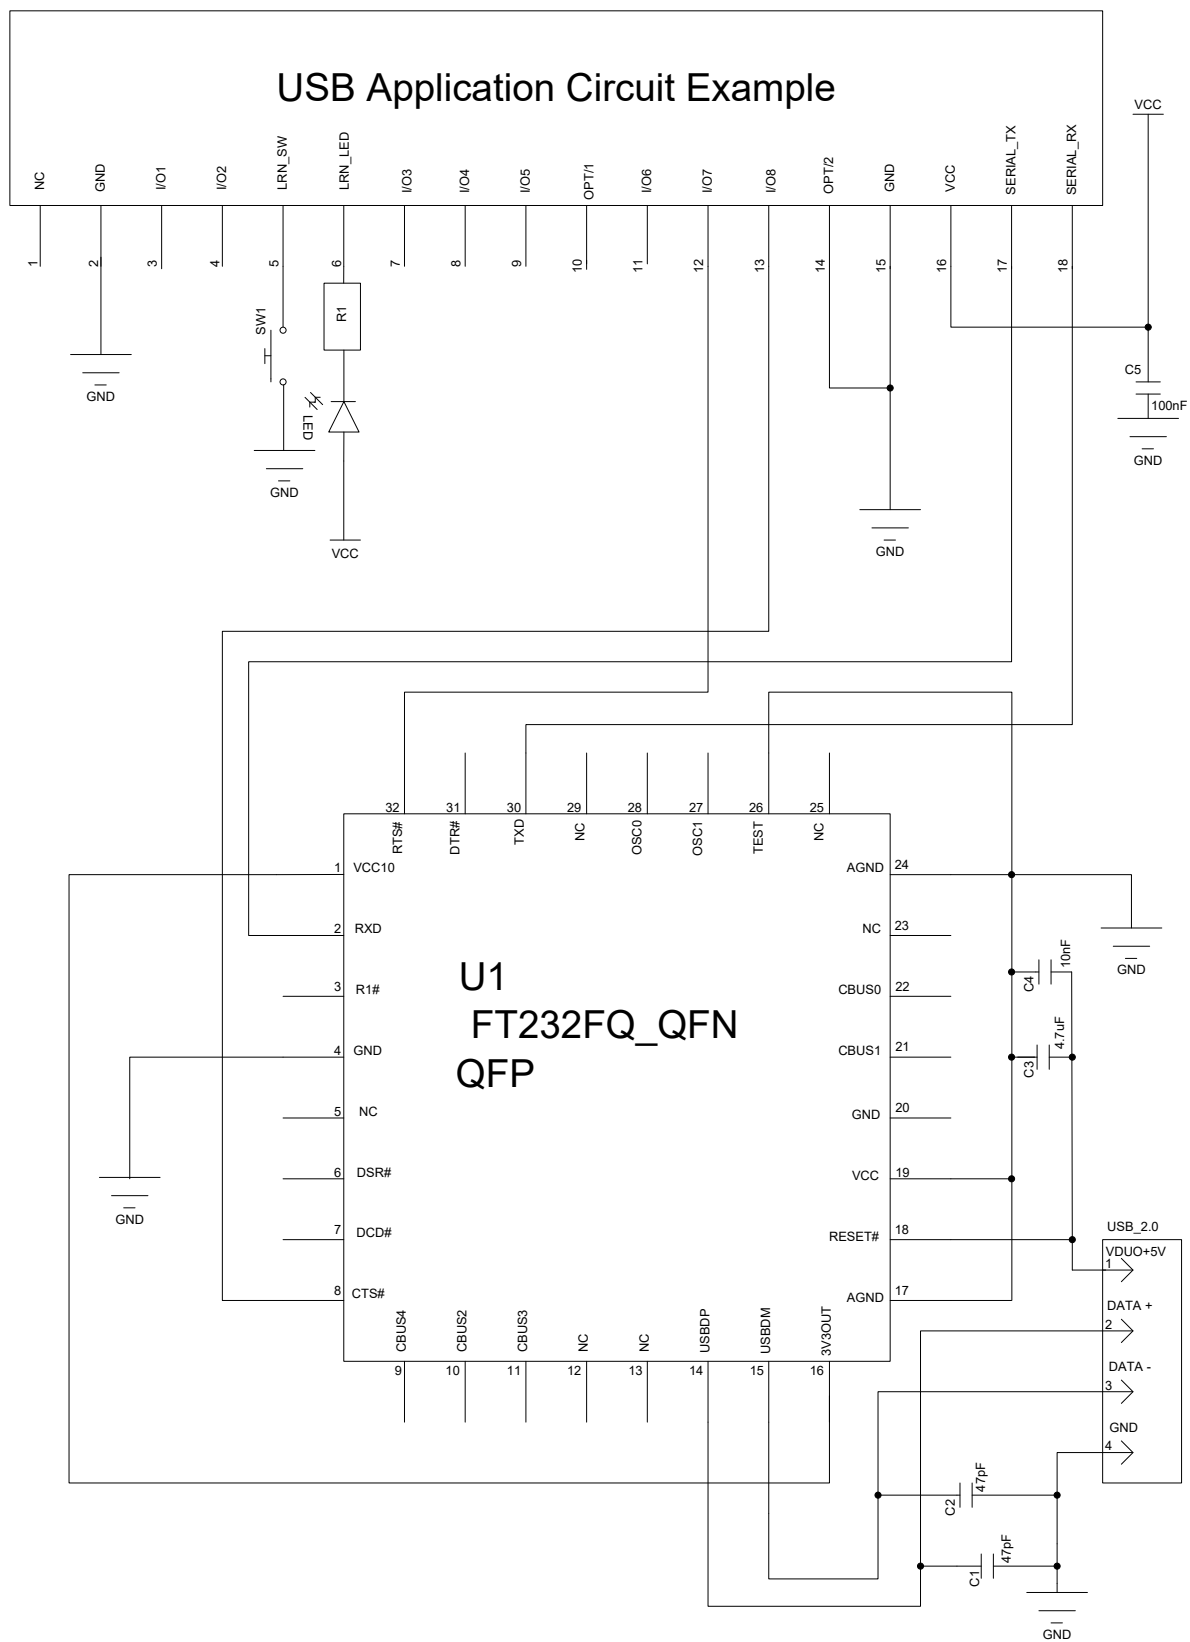 USB Application Circuit Example
NC
GND
I/O1
I/O2
LRN_SW
LRN_LED
I/O3
I/O4
I/O5
OPT/1
I/O6
I/O7
I/O8
OPT/2
GND
VCC
SERIAL_TX
SERIAL_RX
1
2
3
4
5
6
7
8
9
10
11
12
13
14
15
16
17
18
VCC
C5
100nF
GND
GND
SW1
GND
R1
LED
VCC
GND
32
31
30
29
28
27
26
25
RTS#
DTR#
TXD
NC
OSC0
OSC1
TEST
NC
1 VCC10
2 RXD
3 R1#
4 GND
5 NC
6 DSR#
7 DCD#
8 CTS#
GND
U1
FT232FQ_QFN
QFP
AGND 24
NC 23
CBUS0 22
CBUS1 21
GND 20
VCC 19
RESET# 18
AGND 17
GND
C4
10nF
C3
4.7uF
CBUS4
CBUS2
CBUS3
NC
NC
USBDP
USBDM
3V3OUT
9
10
11
12
13
14
15
16
USB_2.0
VDUO+5V
1
DATA +
2
DATA -
3
GND
4
C2
47pF
C1
47pF
GND